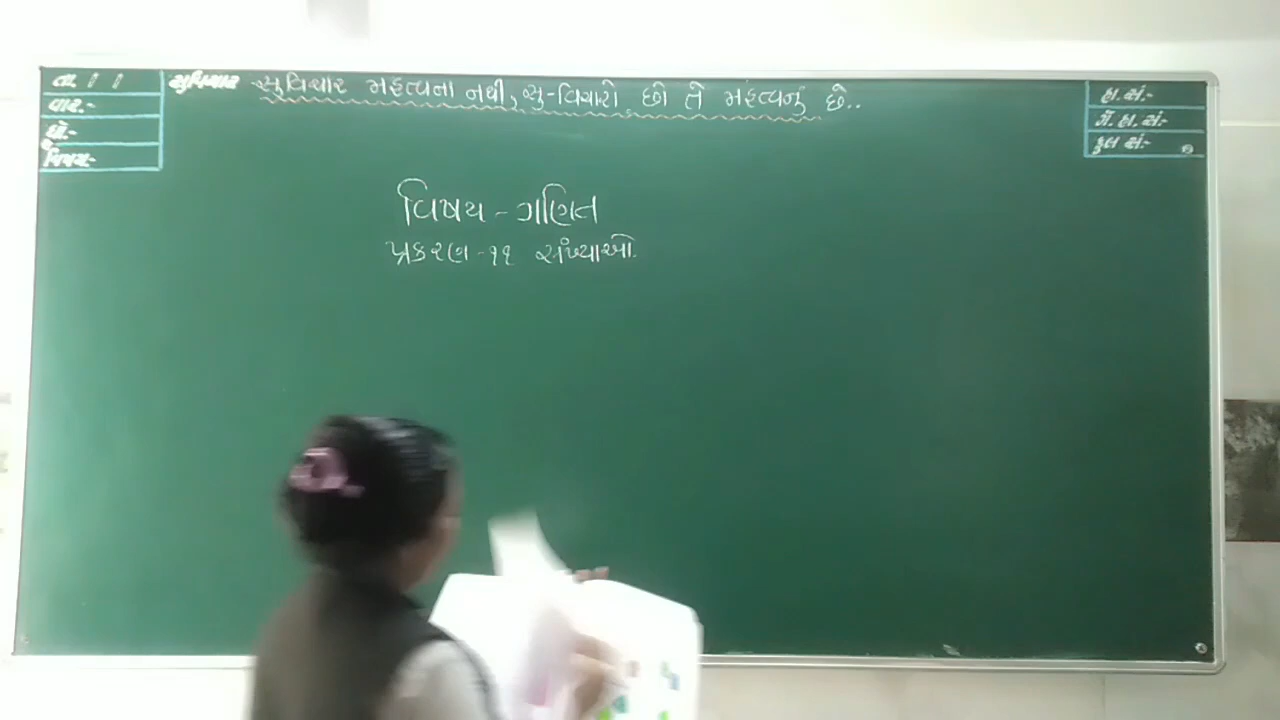 તા. / /
વાર:-
ધો:-
વિષય:-
સુવિચાર સુવિચાર મહત્વના નથી, સુ-વિચારો છો તે મહત્વનું છે..
હા.સં:-
ગે.હા.સં:-
કુલ સં:-
વિષય - ગણિત
પ્રકરણ -૧૧ સંખ્યાઓ.